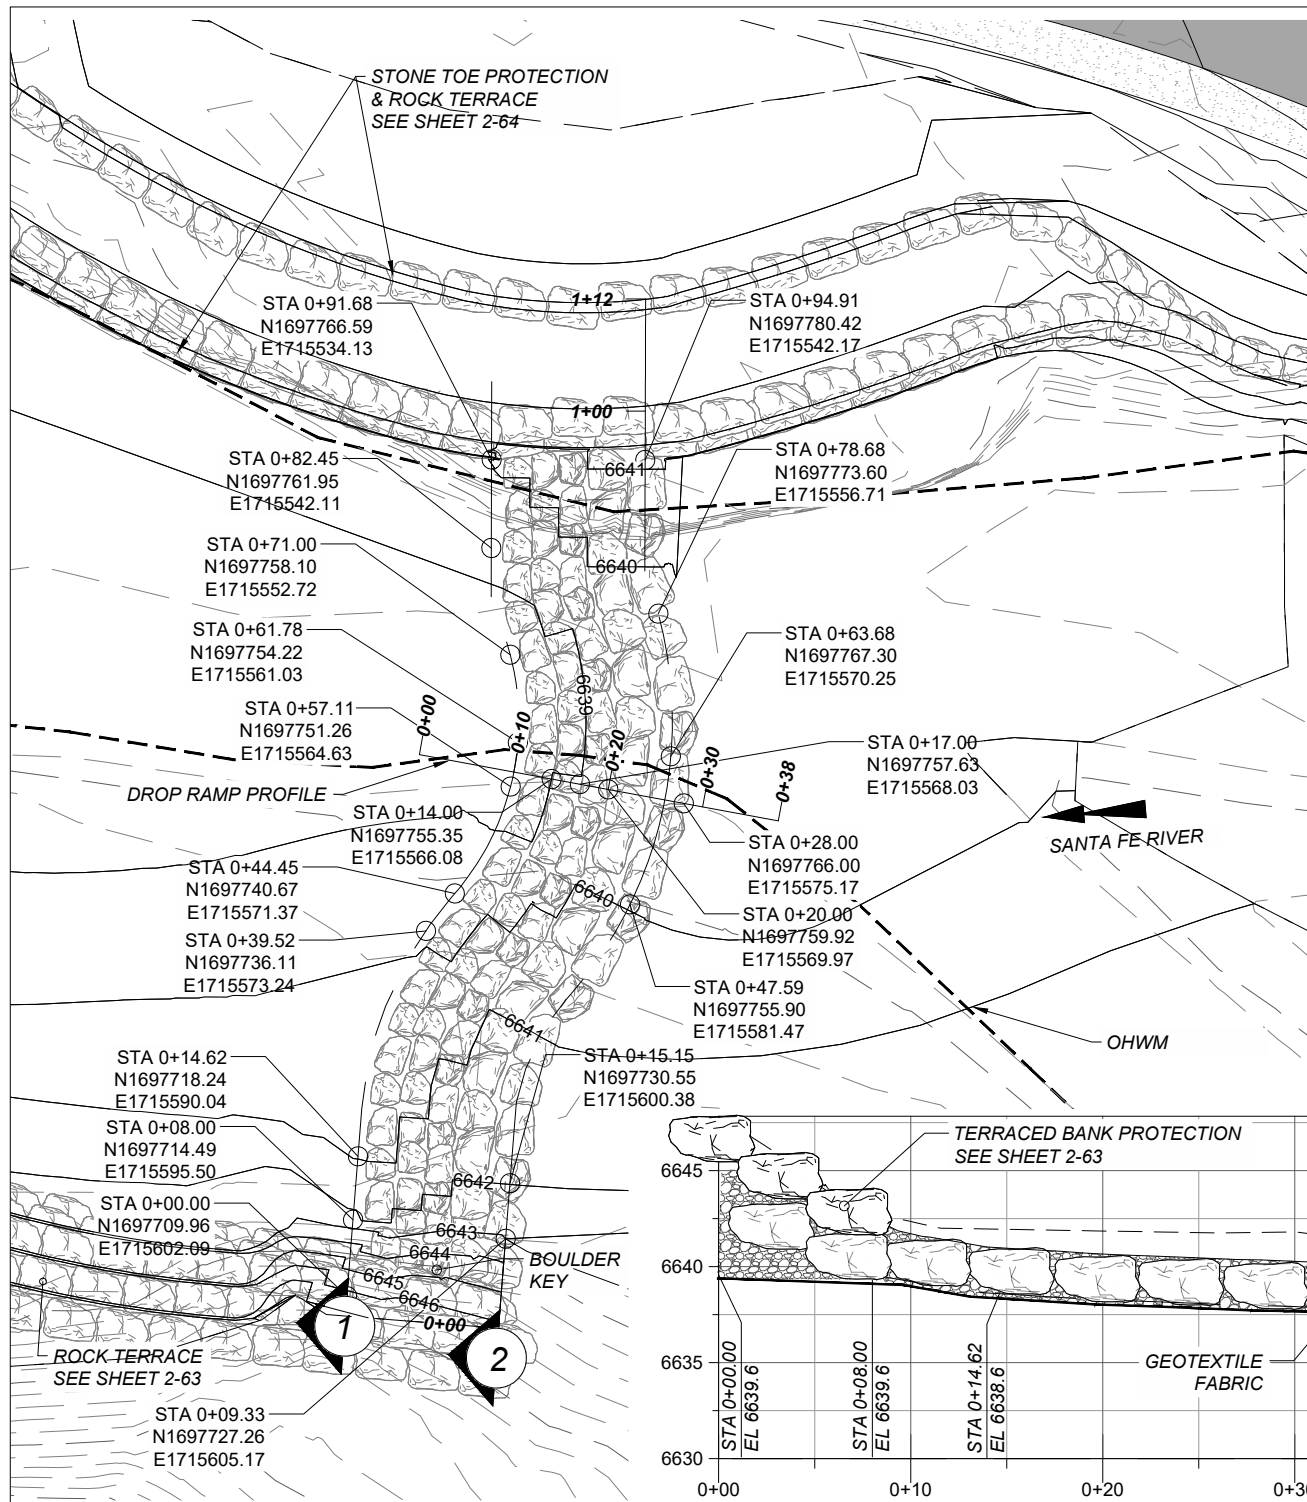 STONE TOE PROTECTION
& ROCK TERRACE
SEE SHEET 2-64
STA 0+91.68
N1697766.59
E1715534.13
1+12
STA 0+94.91
N1697780.42
E1715542.17
1+00
STA 0+82.45
N1697761.95
E1715542.11
6641
STA 0+78.68
N1697773.60
E1715556.71
STA 0+71.00
N1697758.10
E1715552.72
6640
STA 0+61.78
N1697754.22
E1715561.03
STA 0+63.68
N1697767.30
E1715570.25
6639
STA 0+57.11
N1697751.26
E1715564.63
0+00
0+10
0+20
0+30
0+38
STA 0+17.00
N1697757.63
E1715568.03
DROP RAMP PROFILE
STA 0+14.00
N1697755.35
E1715566.08
SANTA FE RIVER
STA 0+28.00
N1697766.00
E1715575.17
STA 0+44.45
N1697740.67
E1715571.37
6640
STA 0+20.00
N1697759.92
E1715569.97
STA 0+39.52
N1697736.11
E1715573.24
STA 0+47.59
N1697755.90
E1715581.47
6641
OHWM
STA 0+14.62
N1697718.24
E1715590.04
STA 0+15.15
N1697730.55
E1715600.38
STA 0+08.00
N1697714.49
E1715595.50
6642
STA 0+00.00
N1697709.96
E1715602.09
6643
6644
6645
6646
BOULDER
KEY
0+00
1
2
ROCK TERRACE
SEE SHEET 2-63
STA 0+09.33
N1697727.26
E1715605.17
TERRACED BANK PROTECTION
SEE SHEET 2-63
6645
6640
6635
6630
GEOTEXTILE
FABRIC
STA 0+00.00
EL 6639.6
STA 0+08.00
EL 6639.6
STA 0+14.62
EL 6638.6
0+00
0+10
0+20
0+30